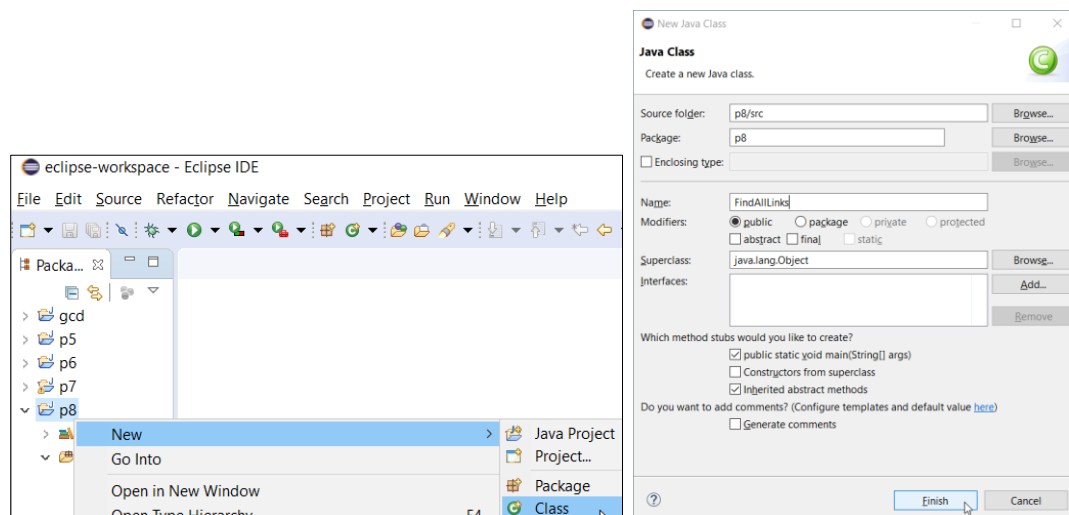 eclipse-workspace - Eclipse IDE
File Edit Source Refactor Navigate Search Project Run Window Help
Packa...
gcd
p5
p6
p7
p8
New
Go Into
Open in New Window
Open Type Hierarchy F4
Java Project
Project...
Package
Class
New Java Class
Java Class
Create a new Java class.
Source folder: p8/src Browse...
Package: p8 Browse...
Enclosing type: Browse...
Name: FindAllLinks
Modifiers: public package private protected
abstract final static
Superclass: java.lang.Object Browse...
Interfaces: Add...
Remove
Which method stubs would you like to create?
public static void main(String[] args)
Constructors from superclass
Inherited abstract methods
Do you want to add comments? (Configure templates and default value here)
Generate comments
Finish Cancel